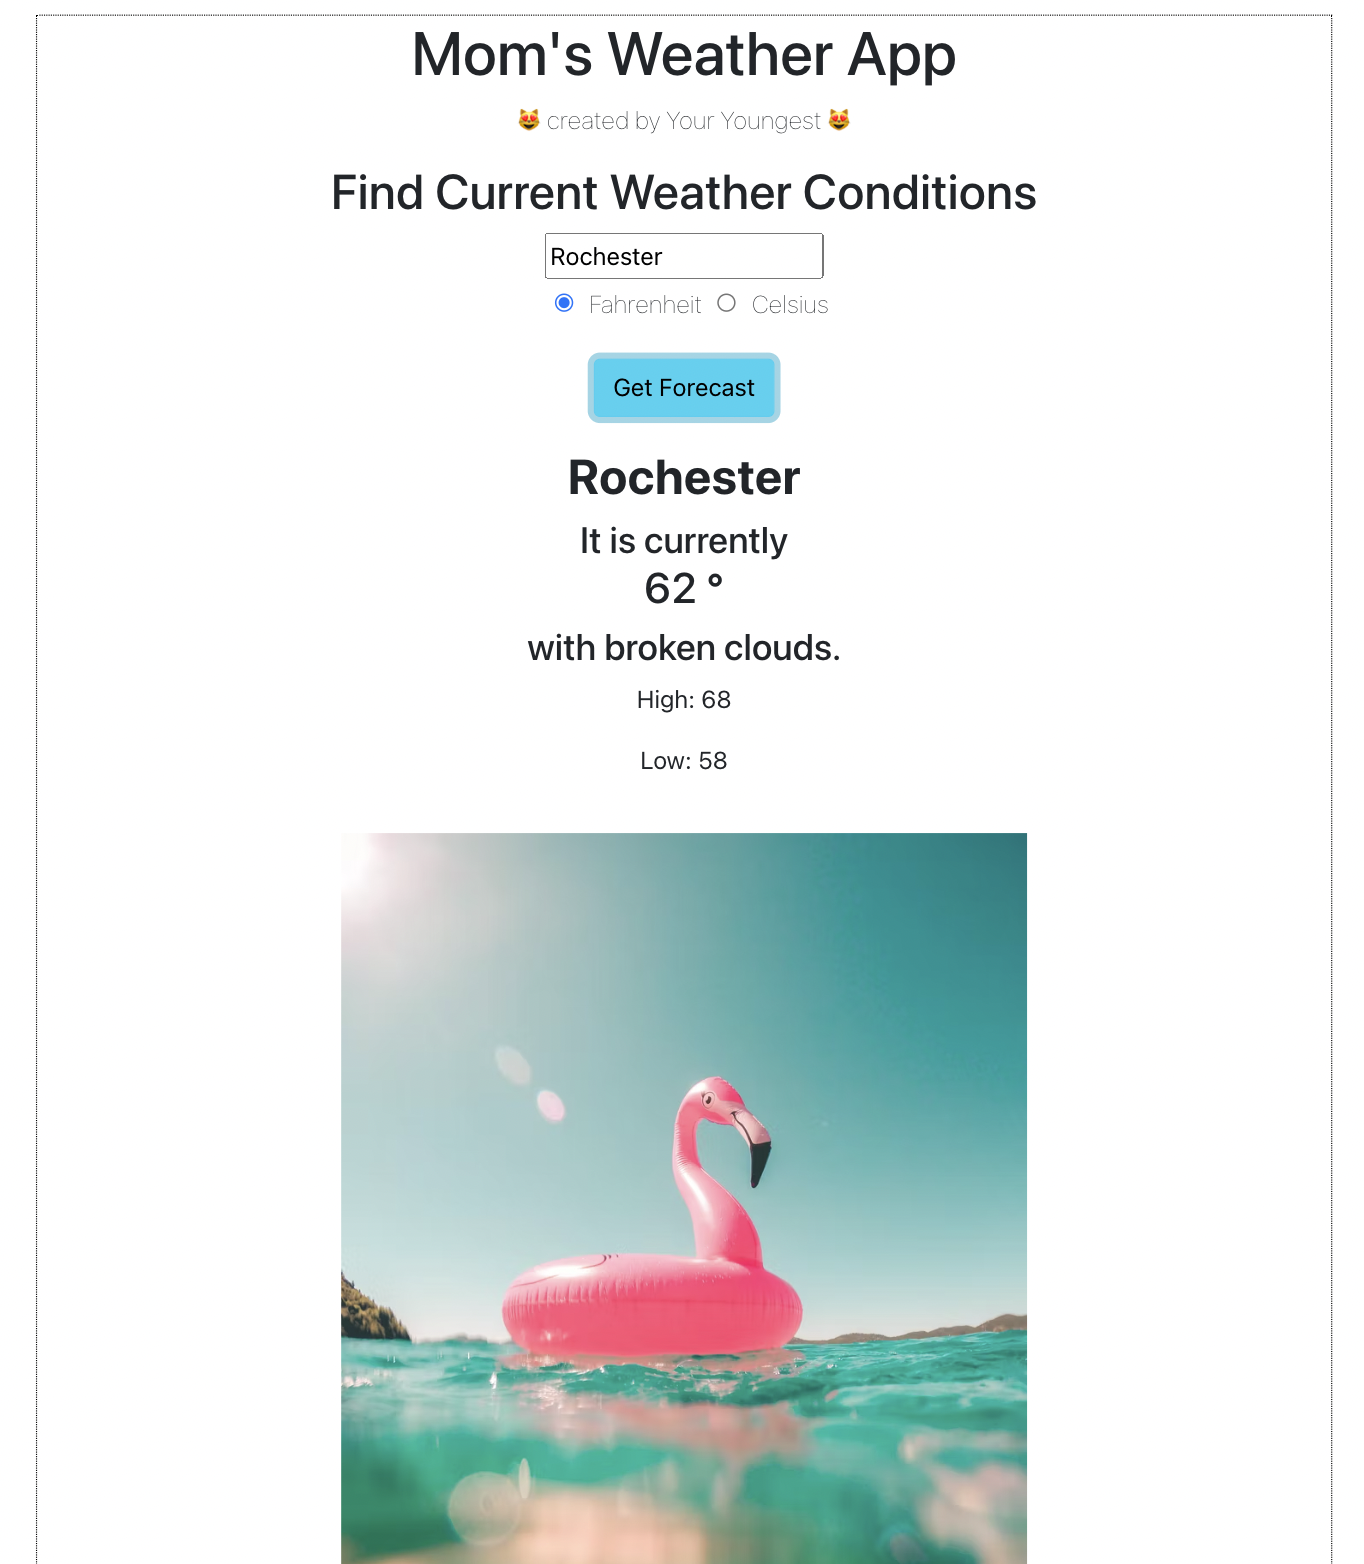 Mom's Weather App
😻 created by Your Youngest 😻
Find Current Weather Conditions
Rochester
Fahrenheit Celsius
Get Forecast
Rochester
It is currently
62 °
with broken clouds.
High: 68
Low: 58